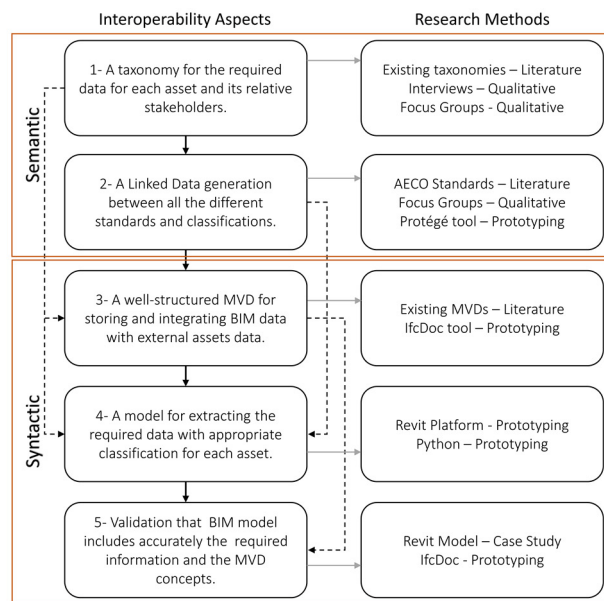 Interoperability Aspects
Research Methods
Semantic
1- A taxonomy for the required
data for each asset and its relative
stakeholders.
Existing taxonomies – Literature
Interviews – Qualitative
Focus Groups - Qualitative
2- A Linked Data generation
between all the different
standards and classifications.
AECO Standards – Literature
Focus Groups – Qualitative
Protégé tool – Prototyping
Syntactic
3- A well-structured MVD for
storing and integrating BIM data
with external assets data.
Existing MVDs – Literature
IfcDoc tool – Prototyping
4- A model for extracting the
required data with appropriate
classification for each asset.
Revit Platform - Prototyping
Python – Prototyping
5- Validation that BIM model
includes accurately the required
information and the MVD
concepts.
Revit Model – Case Study
IfcDoc - Prototyping